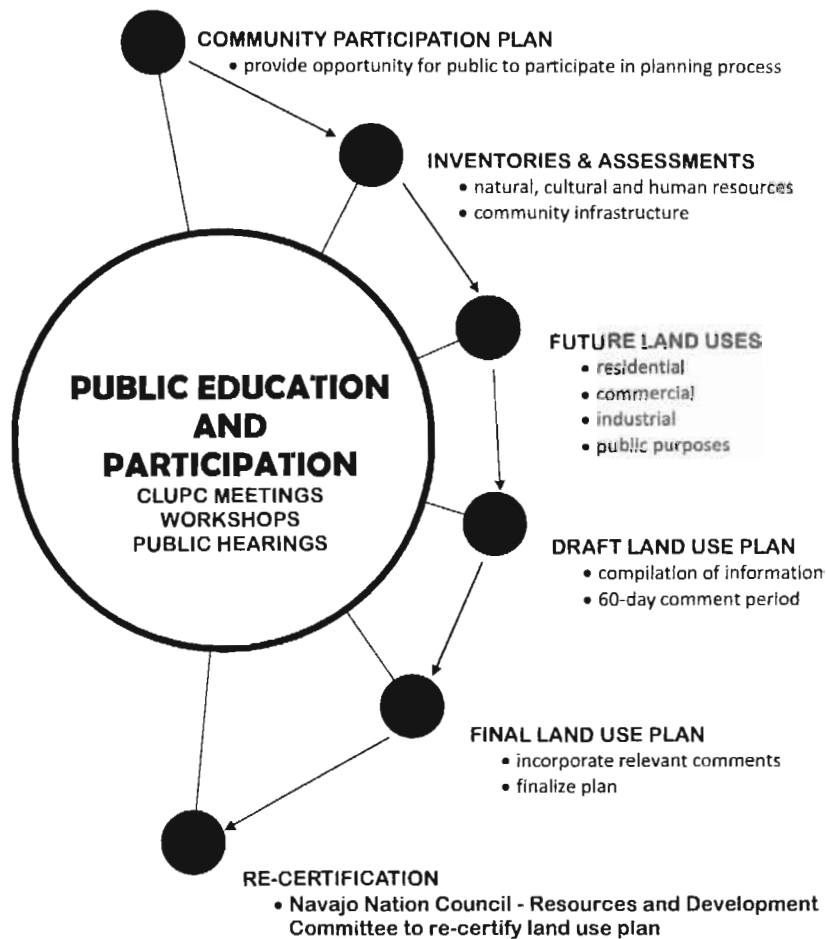 COMMUNITY PARTICIPATION PLAN
• provide opportunity for public to participate in planning process
INVENTORIES & ASSESSMENTS
• natural, cultural and human resources
• community infrastructure
FUTURE LAND USES
• residential
• commercial
• industrial
• public purposes
PUBLIC EDUCATION
AND
PARTICIPATION
CLUPC MEETINGS
WORKSHOPS
PUBLIC HEARINGS
DRAFT LAND USE PLAN
• compilation of information
• 60-day comment period
FINAL LAND USE PLAN
• incorporate relevant comments
• finalize plan
RE-CERTIFICATION
• Navajo Nation Council - Resources and Development
Committee to re-certify land use plan